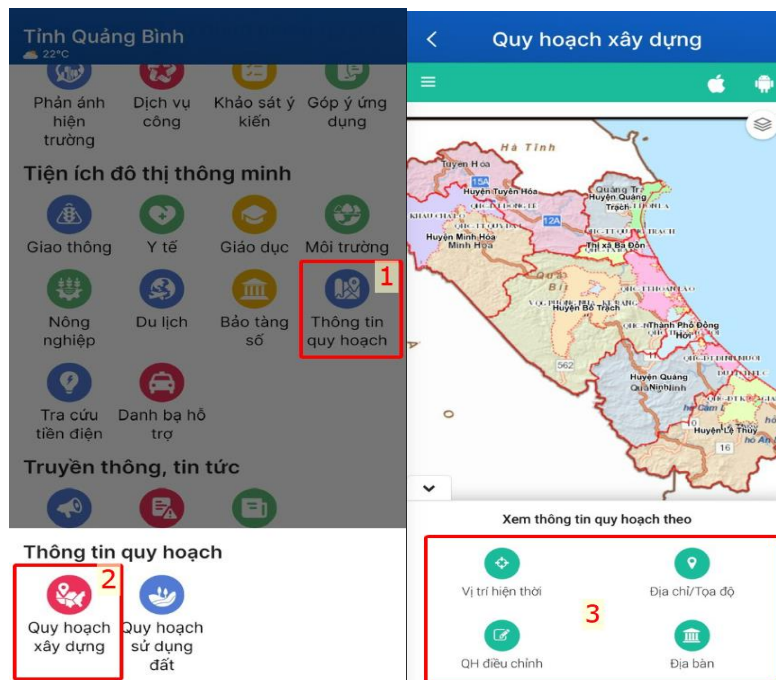 Tỉnh Quảng Bình
22°C
Phản ánh hiện trường
Dịch vụ công
Khảo sát ý kiến
Góp ý ứng dụng
Tiện ích đô thị thông minh
Giao thông
Y tế
Giáo dục
Môi trường
1
Nông nghiệp
Du lịch
Bảo tàng số
Thông tin quy hoạch
Tra cứu tiền điện
Danh bạ hỗ trợ
Truyền thông, tin tức
Thông tin quy hoạch
2
Quy hoạch xây dựng
Quy hoạch sử dụng đất
Quy hoạch xây dựng
Hà Tĩnh
Tuyên Hóa
15A
Huyện Tuyên Hóa
Quảng Trạ
Huyện Quảng Trạch
12A
Huyện Minh Hóa
Minh Hoá
Thị xã Ba Đồn
Quả
Bì
Huyện Bố Trạch
Thành Phố Đồng Hới
562
11
Huyện Quảng Ninh
10
Huyện Lệ Thủy
16
Xem thông tin quy hoạch theo
Vị trí hiện thời
Địa chỉ/Tọa độ
3
QH điều chỉnh
Địa bàn